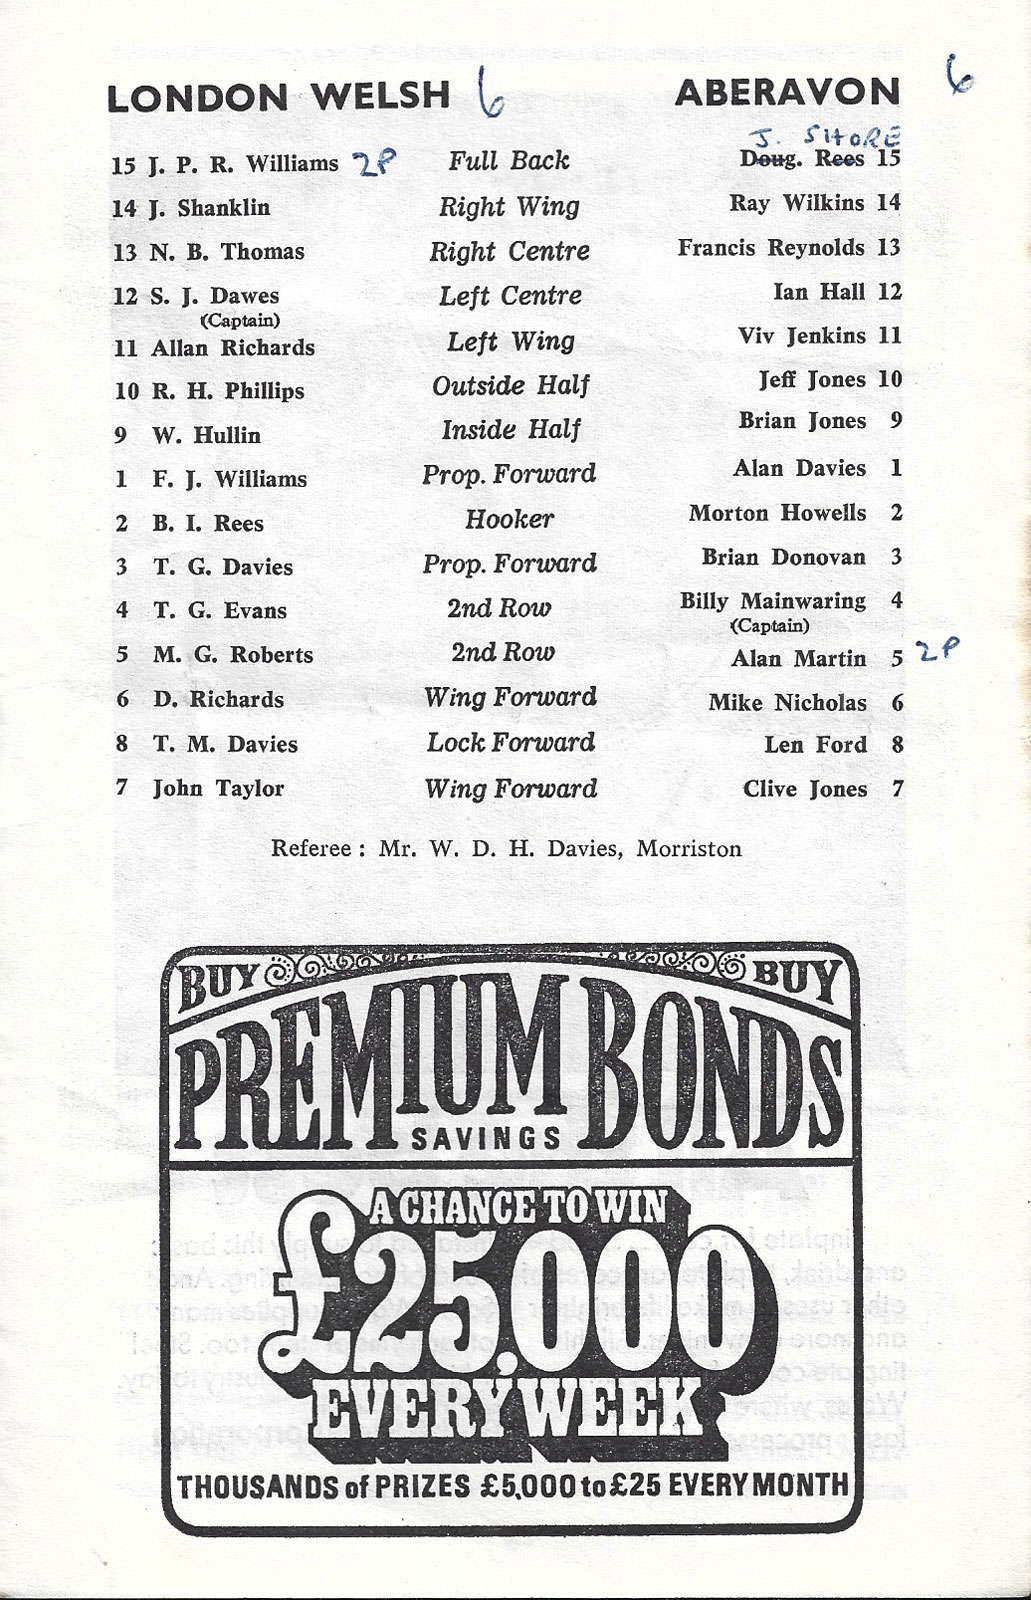 LONDON WELSH 6 ABERAVON 6
J. SHORE
15 J. P. R. Williams 2P Full Back Doug. Rees 15
14 J. Shanklin Right Wing Ray Wilkins 14
13 N. B. Thomas Right Centre Francis Reynolds 13
12 S. J. Dawes Left Centre Ian Hall 12
(Captain)
11 Allan Richards Left Wing Viv Jenkins 11
10 R. H. Phillips Outside Half Jeff Jones 10
9 W. Hullin Inside Half Brian Jones 9
1 F. J. Williams Prop. Forward Alan Davies 1
2 B. I. Rees Hooker Morton Howells 2
3 T. G. Davies Prop. Forward Brian Donovan 3
4 T. G. Evans 2nd Row Billy Mainwaring 4
(Captain)
5 M. G. Roberts 2nd Row Alan Martin 5 2P
6 D. Richards Wing Forward Mike Nicholas 6
8 T. M. Davies Lock Forward Len Ford 8
7 John Taylor Wing Forward Clive Jones 7
Referee : Mr. W. D. H. Davies, Morriston
BUY BUY
PREMIUM BONDS
SAVINGS
A CHANCE TO WIN
£25,000
EVERY WEEK
THOUSANDS of PRIZES £5,000 to £25 EVERY MONTH